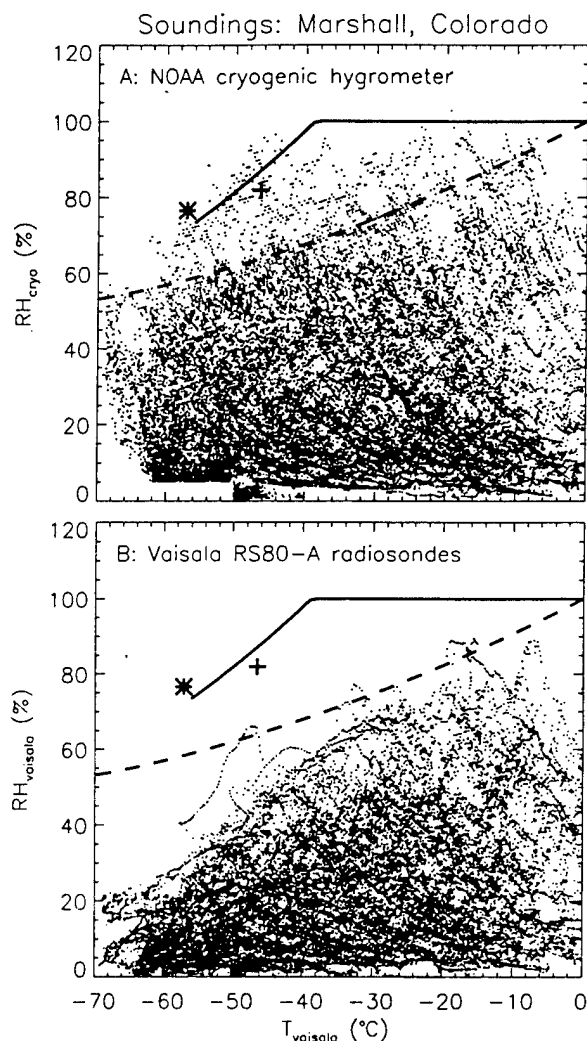 Soundings: Marshall, Colorado
A: NOAA cryogenic hygrometer
120
100
80
60
40
20
0
RHcryo (%)
B: Vaisala RS80-A radiosondes
120
100
80
60
40
20
0
RHvaisala (%)
-70 -60 -50 -40 -30 -20 -10 0
Tvaisala (°C)